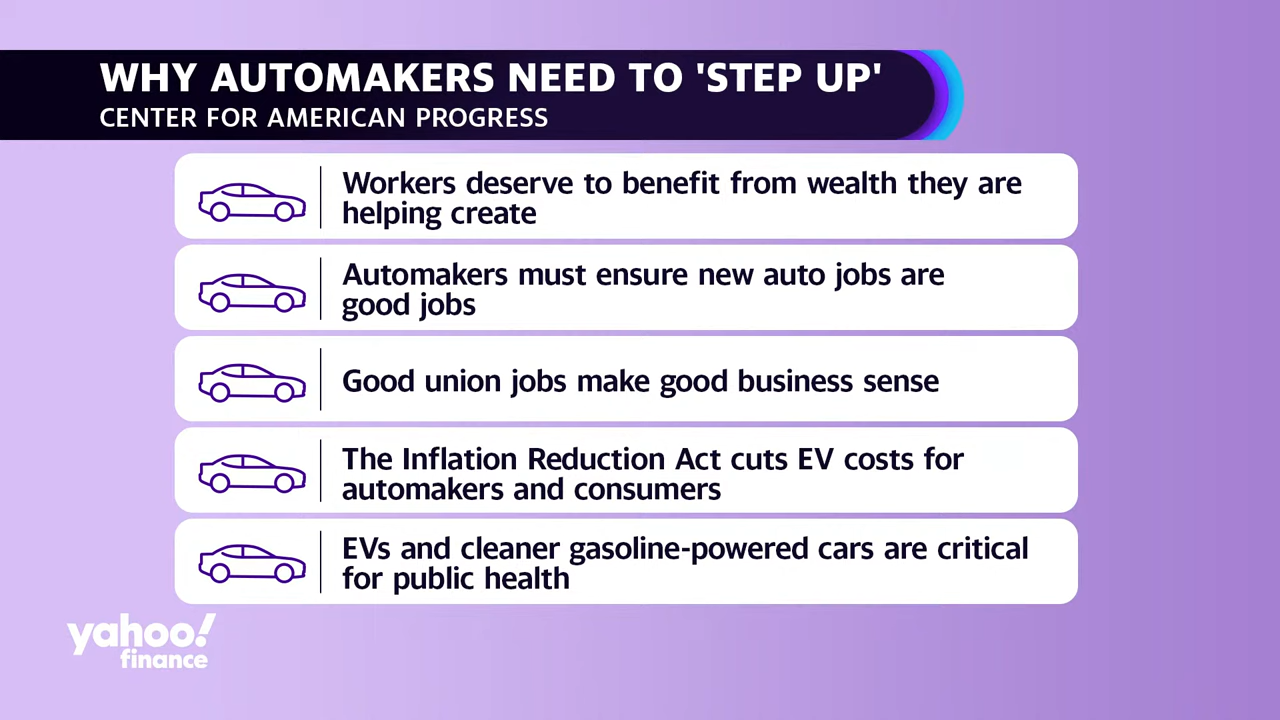 WHY AUTOMAKERS NEED TO 'STEP UP'
CENTER FOR AMERICAN PROGRESS
Workers deserve to benefit from wealth they are
helping create
Automakers must ensure new auto jobs are
good jobs
Good union jobs make good business sense
The Inflation Reduction Act cuts EV costs for
automakers and consumers
EVs and cleaner gasoline-powered cars are critical
for public health
yahoo!
finance